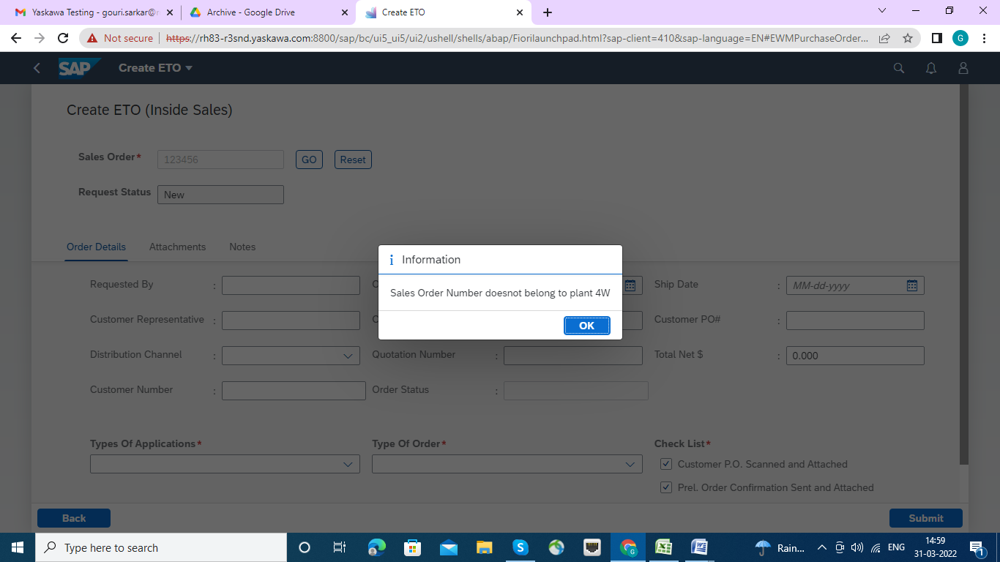 Yaskawa Testing - gouri.sarkar@
Archive - Google Drive
Create ETO
Not secure
https://rh83-r3snd.yaskawa.com:8800/sap/bc/ui5_ui5/ui2/ushell/shells/abap/Fiorilaunchpad.html?sap-client=410&sap-language=EN#EWMPurchaseOrder...
G
SAP
Create ETO
Create ETO (Inside Sales)
Sales Order*
123456
GO
Reset
Request Status
New
Order Details
Attachments
Notes
Information
Sales Order Number doesnot belong to plant 4W
OK
Requested By :
Ship Date :
MM-dd-yyyy
Customer Representative :
Customer PO# :
Distribution Channel :
Quotation Number :
Total Net $ :
0.000
Customer Number :
Order Status :
Types Of Applications*
Type Of Order*
Check List*
Customer P.O. Scanned and Attached
Prel. Order Confirmation Sent and Attached
Back
Submit
Type here to search
Rain...
ENG
14:59
31-03-2022
1